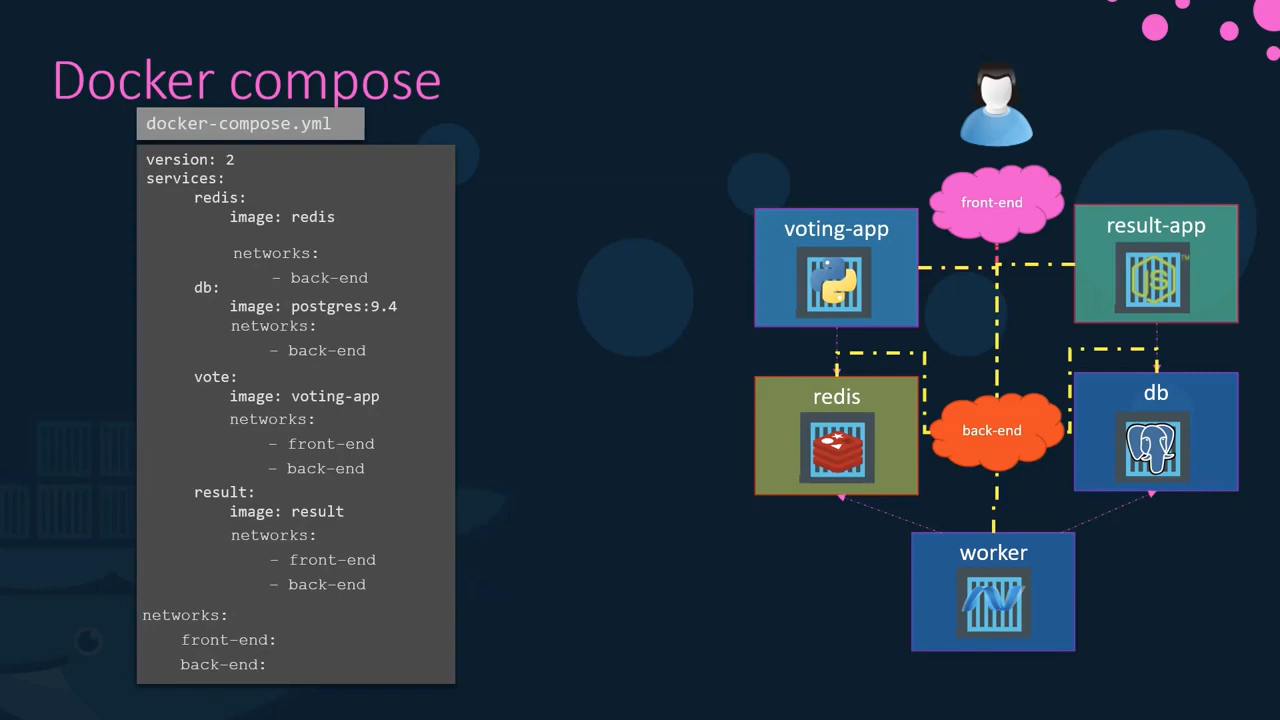 Docker compose
docker-compose.yml
version: 2
services:
redis:
image: redis
networks:
- back-end
db:
image: postgres:9.4
networks:
- back-end
vote:
image: voting-app
networks:
- front-end
- back-end
result:
image: result
networks:
- front-end
- back-end
networks:
front-end:
back-end:
front-end
voting-app
result-app
JS
TM
redis
back-end
db
worker